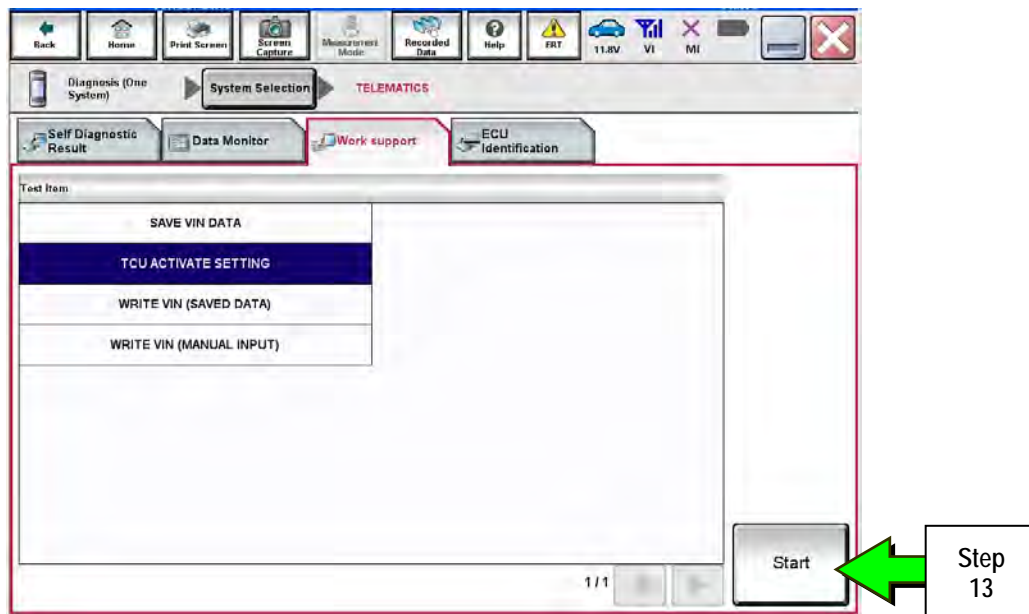 Back
Home
Print Screen
Screen
Capture
Measurement
Mode
Recorded
Data
Help
ERT
11.8V
VI
MI
Diagnosis (One
System)
System Selection
TELEMATICS
Self Diagnostic
Result
Data Monitor
Work support
ECU
Identification
Test Item
SAVE VIN DATA
TCU ACTIVATE SETTING
WRITE VIN (SAVED DATA)
WRITE VIN (MANUAL INPUT)
1/1
Start
Step
13